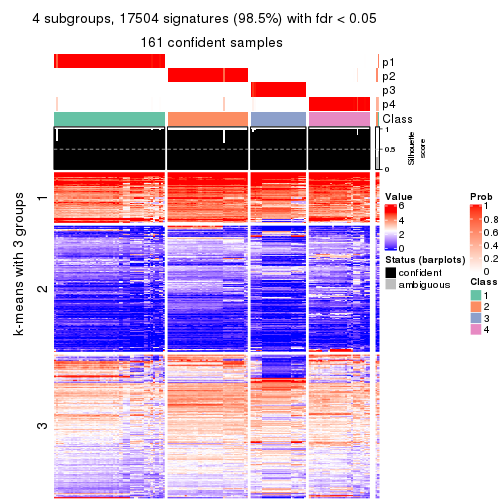 4 subgroups, 17504 signatures (98.5%) with fdr < 0.05
161 confident samples
p1
p2
p3
p4
Class
1
0.5
0
Silhouette
score
k-means with 3 groups
1
2
3
Value
6
4
2
0
Status (barplots)
confident
ambiguous
Prob
1
0.8
0.6
0.4
0.2
0
Class
1
2
3
4